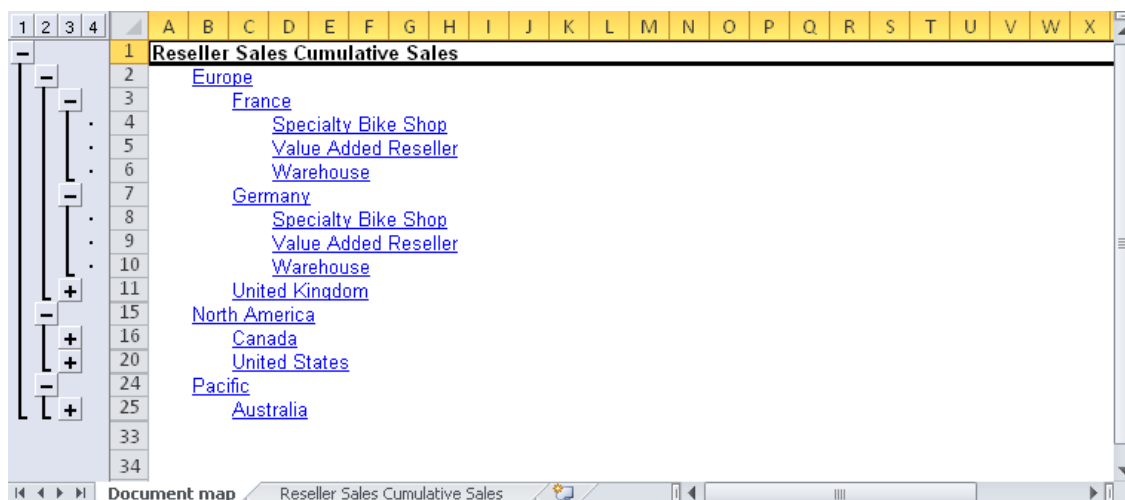 1 2 3 4 A B C D E F G H I J K L M N O P Q R S T U V W X
1 Reseller Sales Cumulative Sales
2 Europe
3 France
4 Specialty Bike Shop
5 Value Added Reseller
6 Warehouse
7 Germany
8 Specialty Bike Shop
9 Value Added Reseller
10 Warehouse
11 United Kingdom
15 North America
16 Canada
20 United States
24 Pacific
25 Australia
33
34
Document map Reseller Sales Cumulative Sales